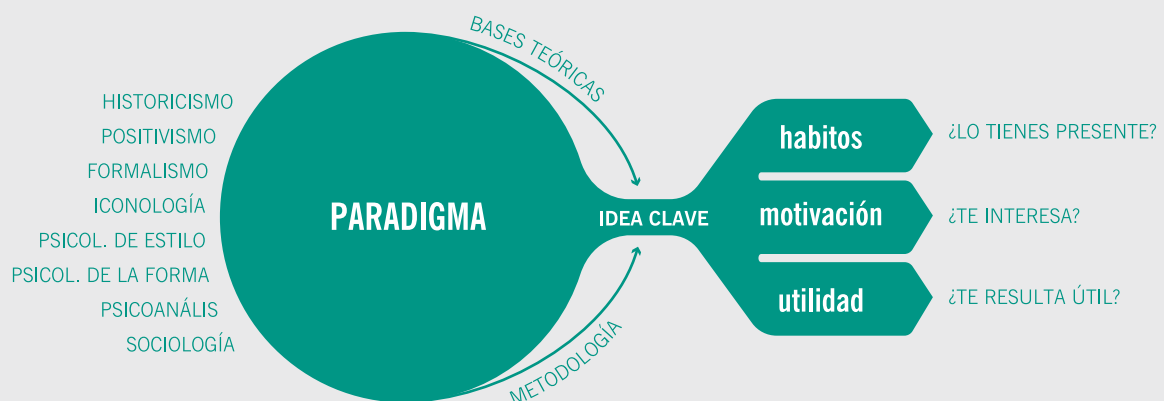 BASES TEÓRICAS
HISTORICISMO
POSITIVISMO
FORMALISMO
ICONOLOGÍA
PSICOL. DE ESTILO
PSICOL. DE LA FORMA
PSICOANÁLIS
SOCIOLOGÍA
PARADIGMA
IDEA CLAVE
METODOLOGÍA
habitos
¿LO TIENES PRESENTE?
motivación
¿TE INTERESA?
utilidad
¿TE RESULTA ÚTIL?